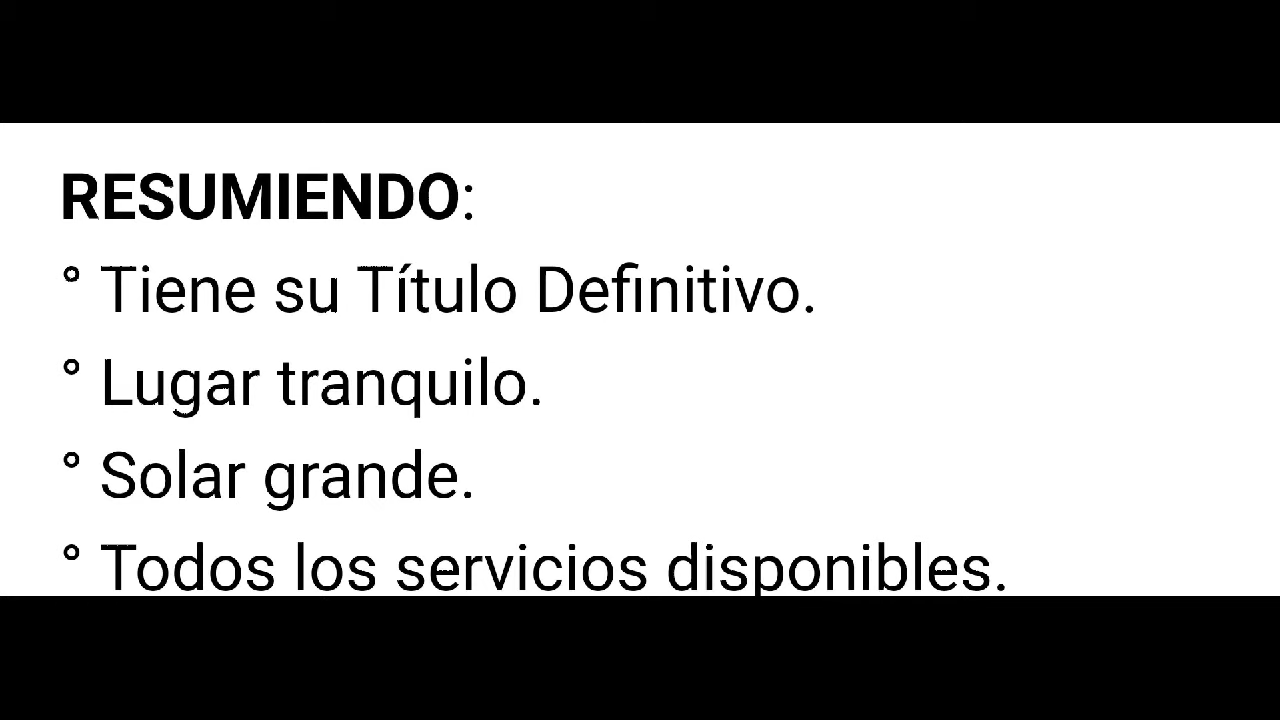 RESUMIENDO:
° Tiene su Título Definitivo.
° Lugar tranquilo.
° Solar grande.
° Todos los servicios disponibles.